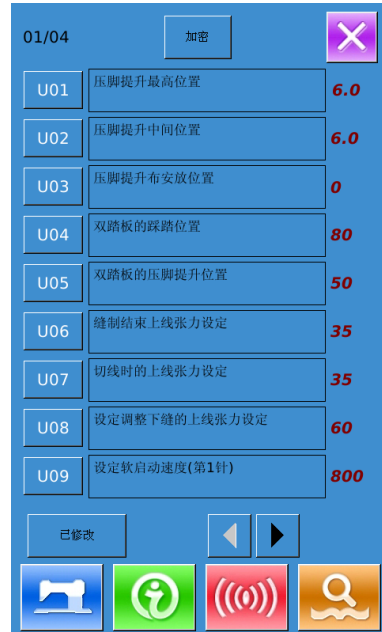 01/04
加密
U01 压脚提升最高位置 6.0
U02 压脚提升中间位置 6.0
U03 压脚提升布安放位置 0
U04 双踏板的踩踏位置 80
U05 双踏板的压脚提升位置 50
U06 缝制结束上线张力设定 35
U07 切线时的上线张力设定 35
U08 设定调整下缝的上线张力设定 60
U09 设定软启动速度(第1针) 800
已修改